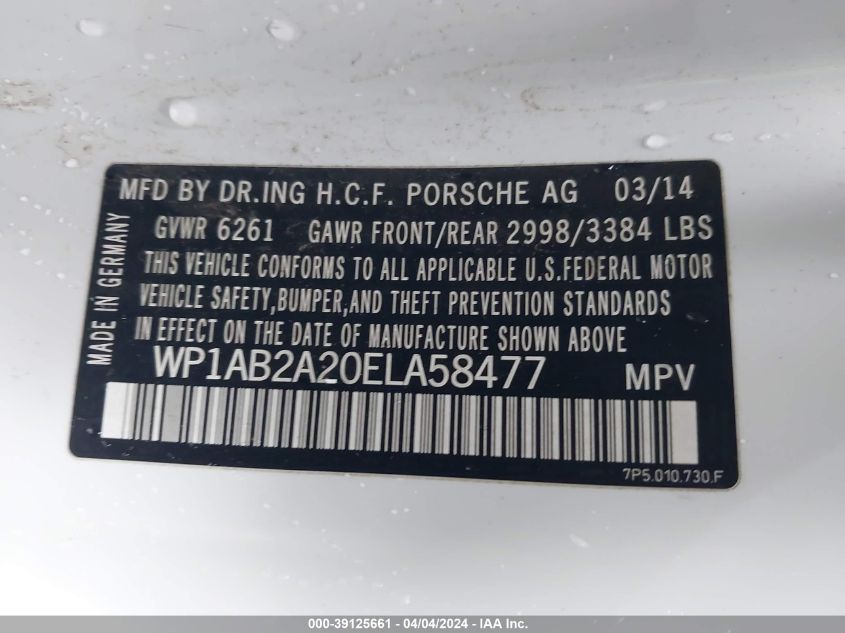 MFD BY DR.ING H.C.F. PORSCHE AG 03/14
GVWR 6261 GAWR FRONT/REAR 2998/3384 LBS
THIS VEHICLE CONFORMS TO ALL APPLICABLE U.S.FEDERAL MOTOR
VEHICLE SAFETY,BUMPER,AND THEFT PREVENTION STANDARDS
IN EFFECT ON THE DATE OF MANUFACTURE SHOWN ABOVE
MADE IN GERMANY
WP1AB2A20ELA58477 MPV
7P5.010.730.F
000-39125661 - 04/04/2024 - IAA Inc.